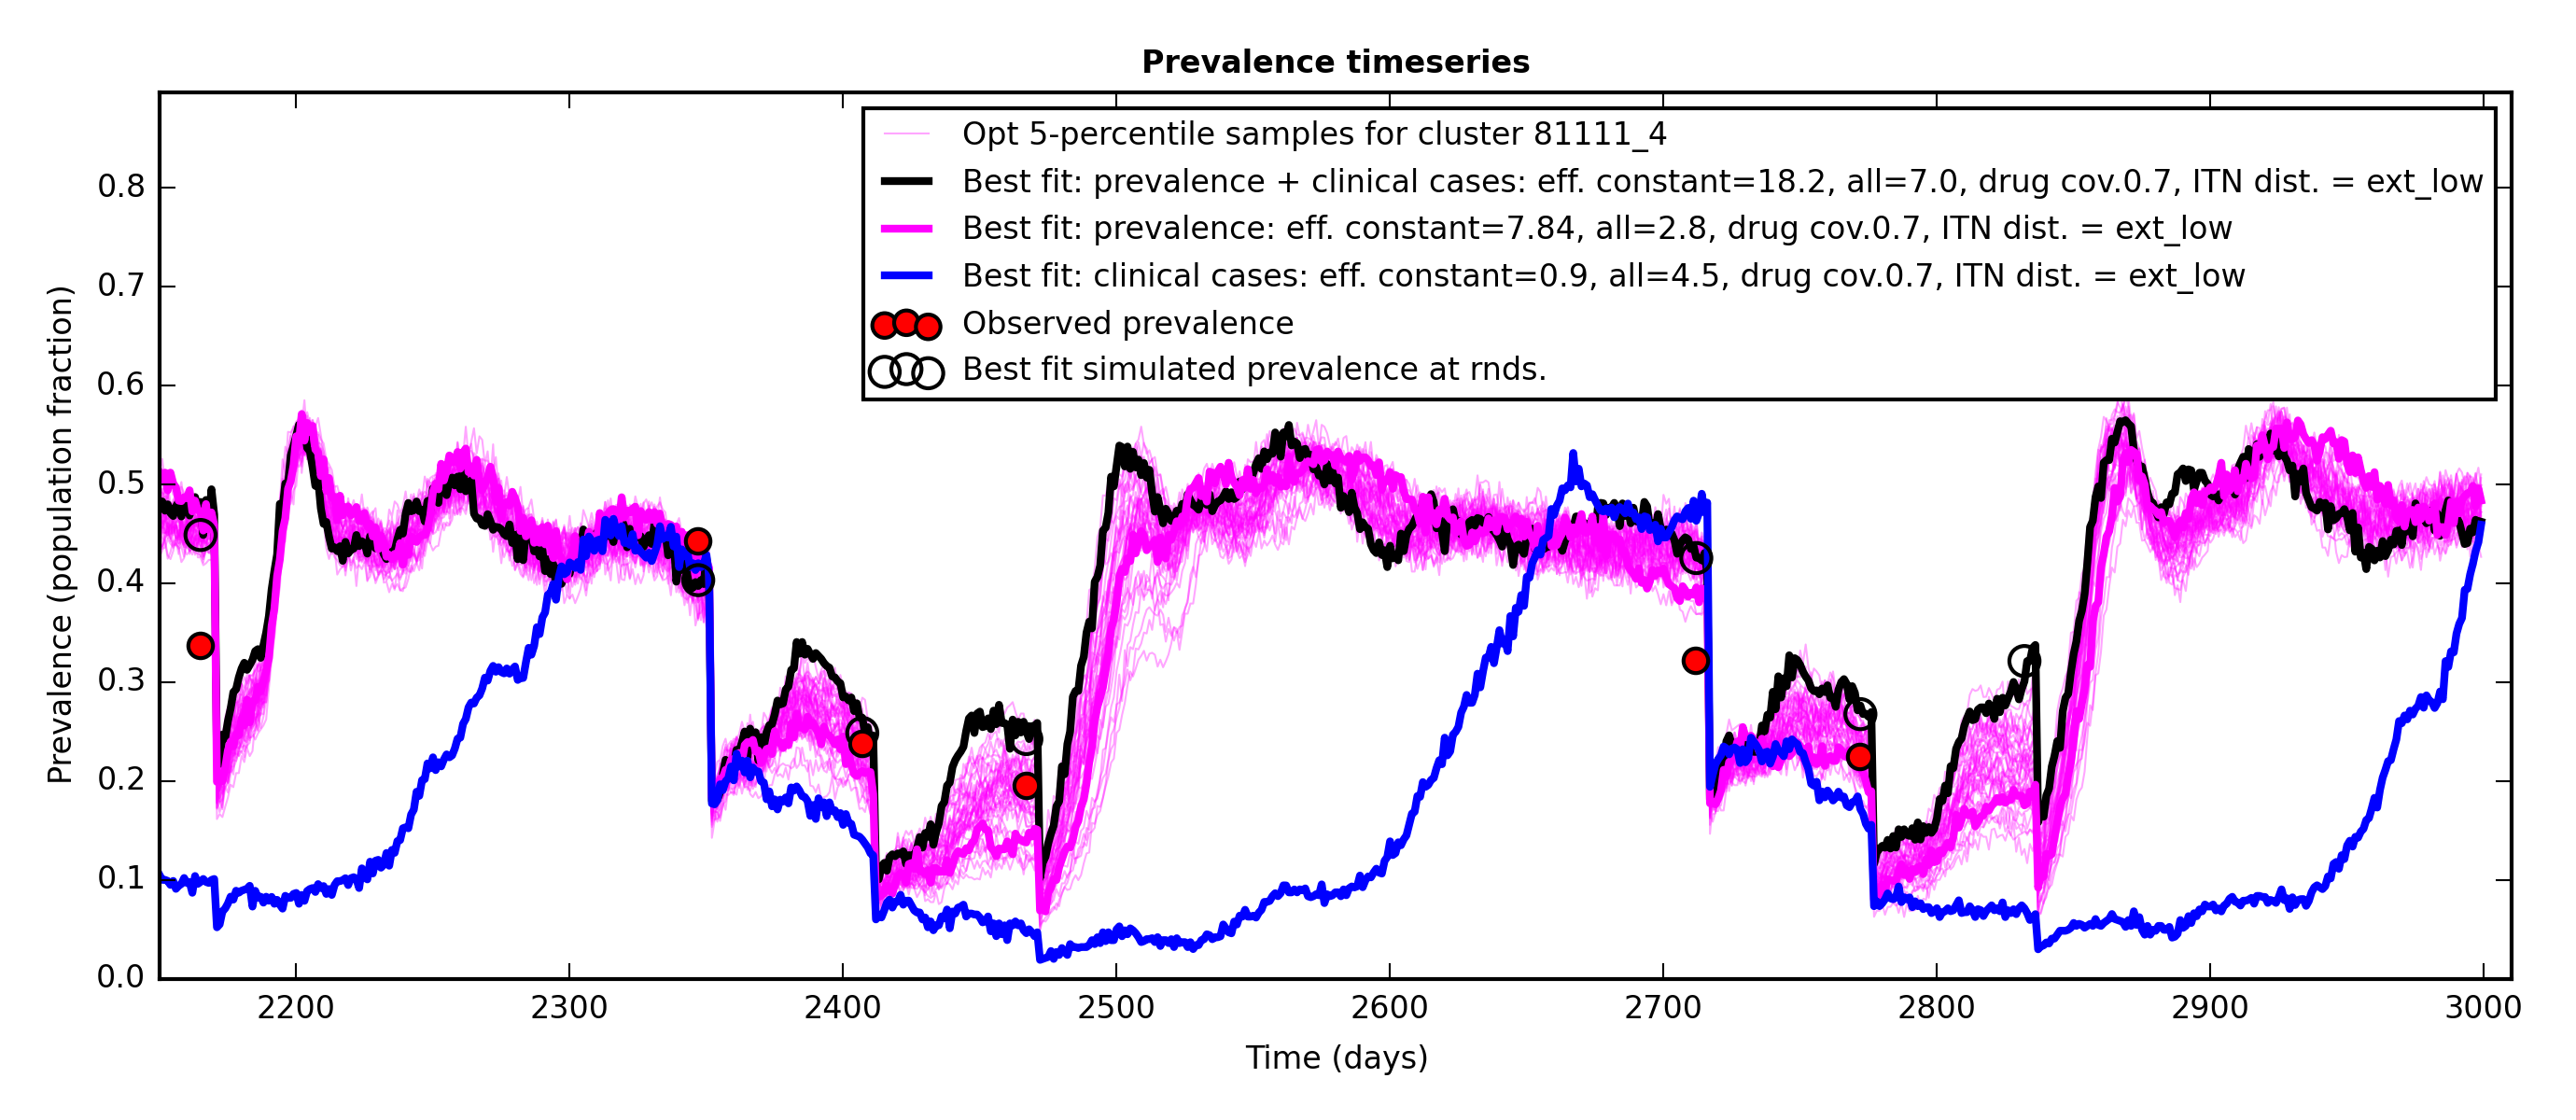 Prevalence timeseries
Opt 5-percentile samples for cluster 81111_4
Best fit: prevalence + clinical cases: eff. constant=18.2, all=7.0, drug cov.0.7, ITN dist. = ext_low
Best fit: prevalence: eff. constant=7.84, all=2.8, drug cov.0.7, ITN dist. = ext_low
Best fit: clinical cases: eff. constant=0.9, all=4.5, drug cov.0.7, ITN dist. = ext_low
Observed prevalence
Best fit simulated prevalence at rnds.
Prevalence (population fraction)
0.8
0.7
0.6
0.5
0.4
0.3
0.2
0.1
0.0
2200 2300 2400 2500 2600 2700 2800 2900 3000
Time (days)